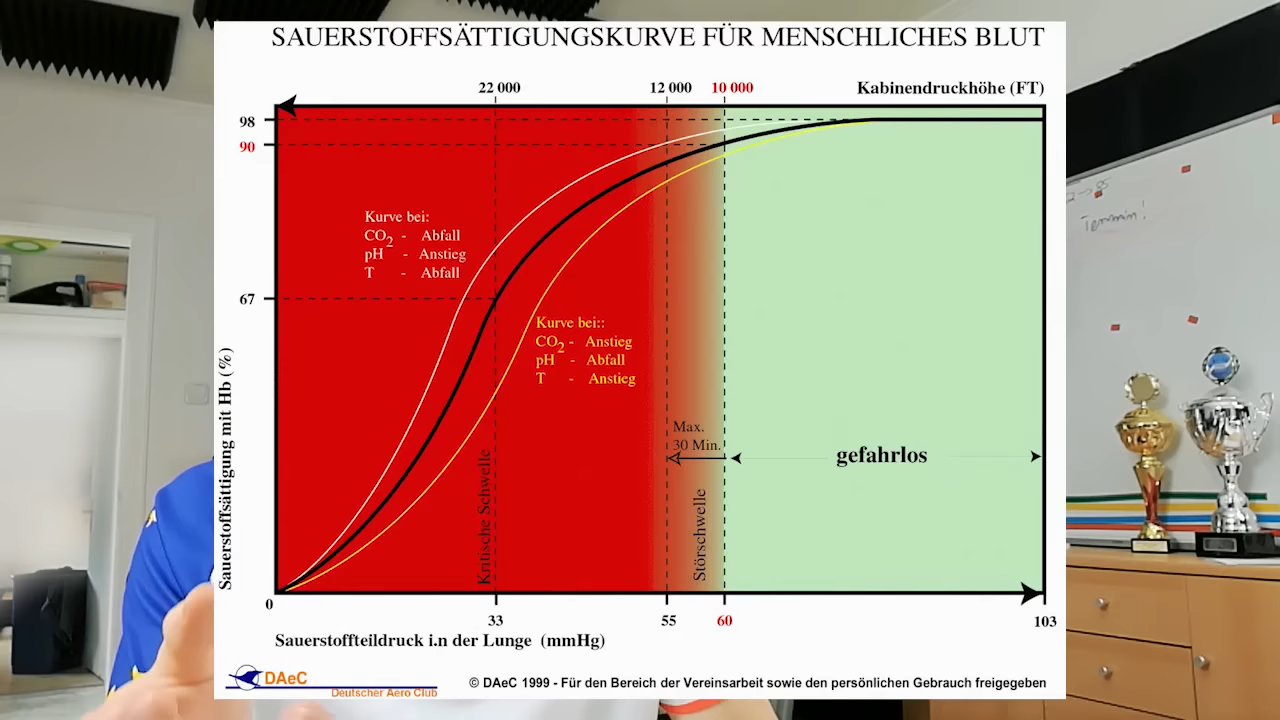 SAUERSTOFFSÄTTIGUNGSKURVE FÜR MENSCHLICHES BLUT
22 000 12 000 10 000 Kabinendruckhöhe (FT)
98
90
67
Kurve bei:
CO2 - Abfall
pH - Anstieg
T - Abfall
Kurve bei::
CO2 - Anstieg
pH - Abfall
T - Anstieg
Max.
30 Min.
gefahrlos
Kritische Schwelle
Störschwelle
Sauerstoffsättigung mit Hb (%)
0 33 55 60 103
Sauerstoffteildruck i.n der Lunge (mmHg)
DAeC
Deutscher Aero Club
© DAeC 1999 - Für den Bereich der Vereinsarbeit sowie den persönlichen Gebrauch freigegeben
Termin!